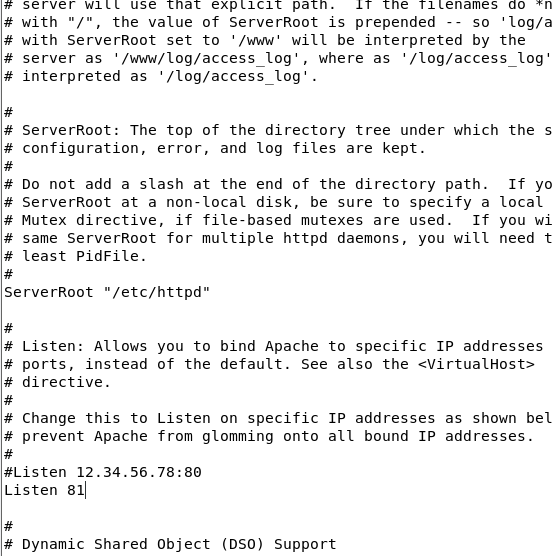 # server will use that explicit path.  If the filenames do *n
# with "/", the value of ServerRoot is prepended -- so 'log/a
# with ServerRoot set to '/www' will be interpreted by the
# server as '/www/log/access_log', where as '/log/access_log'
# interpreted as '/log/access_log'.

#
# ServerRoot: The top of the directory tree under which the s
# configuration, error, and log files are kept.
#
# Do not add a slash at the end of the directory path.  If yo
# ServerRoot at a non-local disk, be sure to specify a local
# Mutex directive, if file-based mutexes are used.  If you wi
# same ServerRoot for multiple httpd daemons, you will need t
# least PidFile.
#
ServerRoot "/etc/httpd"

#
# Listen: Allows you to bind Apache to specific IP addresses
# ports, instead of the default. See also the <VirtualHost>
# directive.
#
# Change this to Listen on specific IP addresses as shown bel
# prevent Apache from glomming onto all bound IP addresses.
#
#Listen 12.34.56.78:80
Listen 81

#
# Dynamic Shared Object (DSO) Support